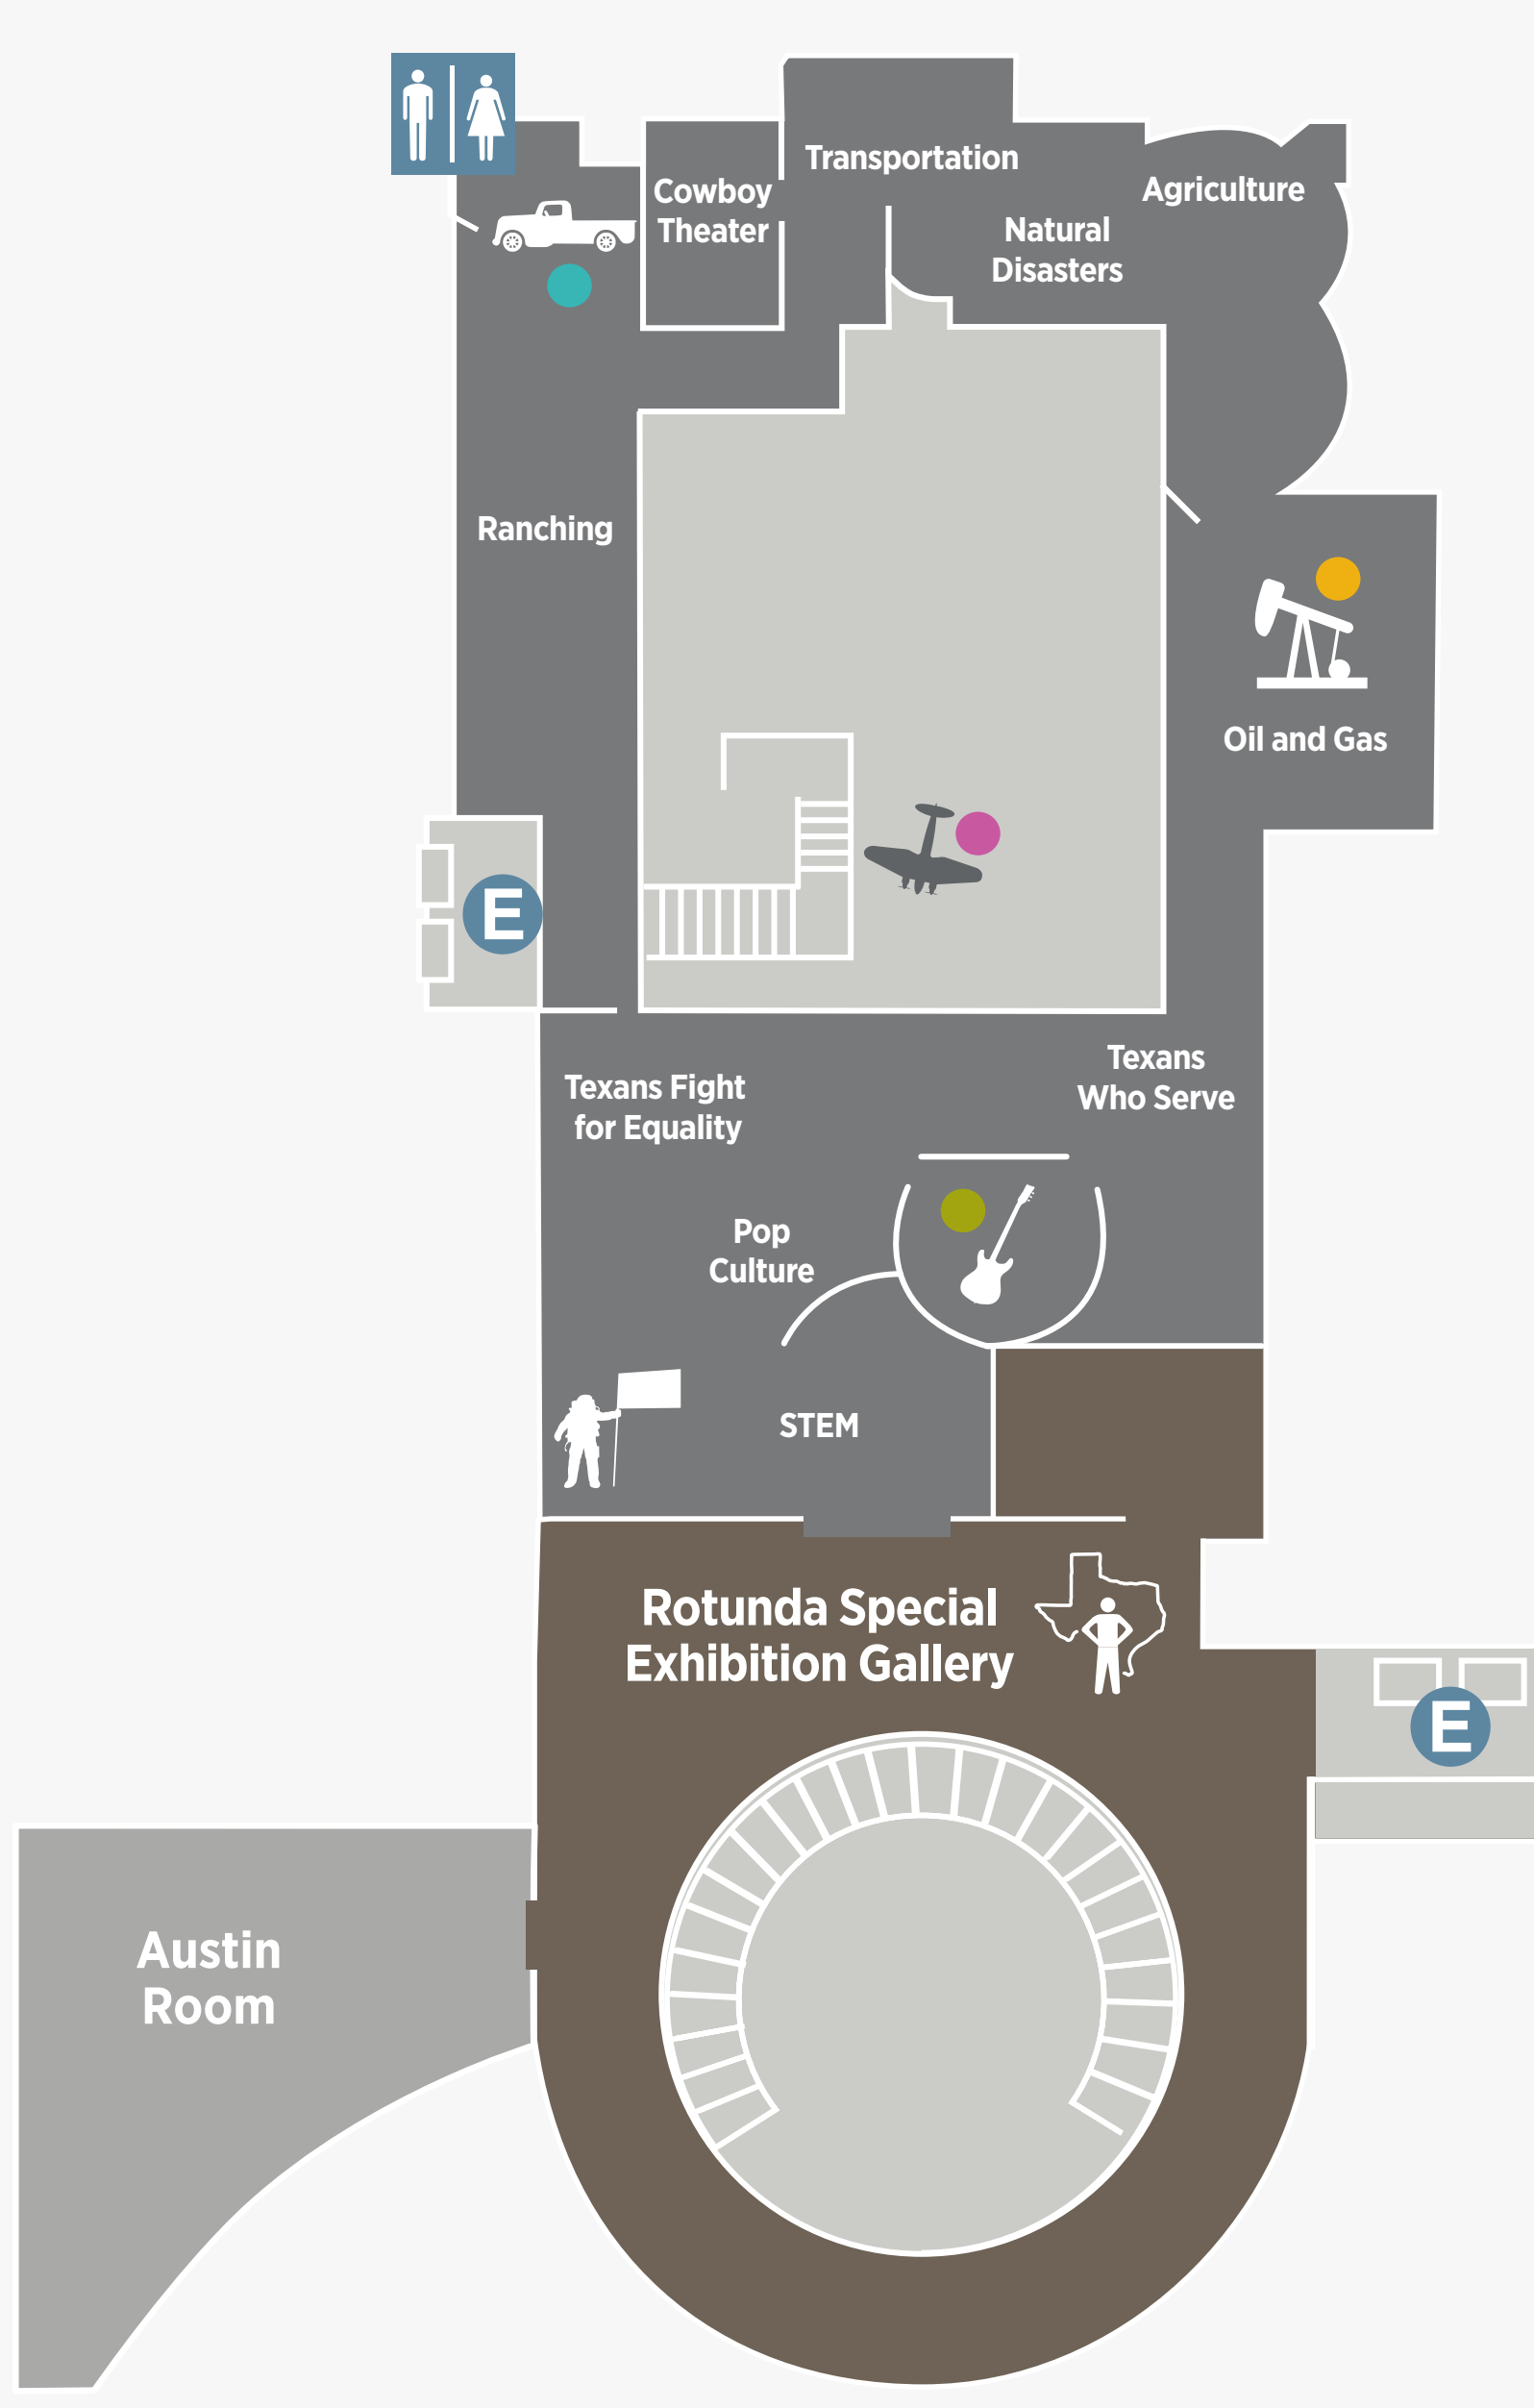 Transportation
Cowboy
Theater
Agriculture
Natural
Disasters
Ranching
Oil and Gas
E
Texans
Who Serve
Texans Fight
for Equality
Pop
Culture
STEM
Rotunda Special
Exhibition Gallery
E
Austin
Room